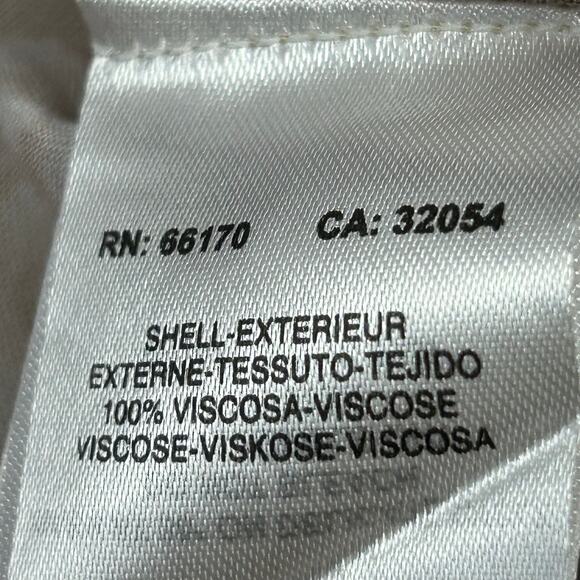 RN: 66170 CA: 32054
SHELL-EXTERIEUR
EXTERNE-TESSUTO-TEJIDO
100% VISCOSA-VISCOSE
VISCOSE-VISKOSE-VISCOSA